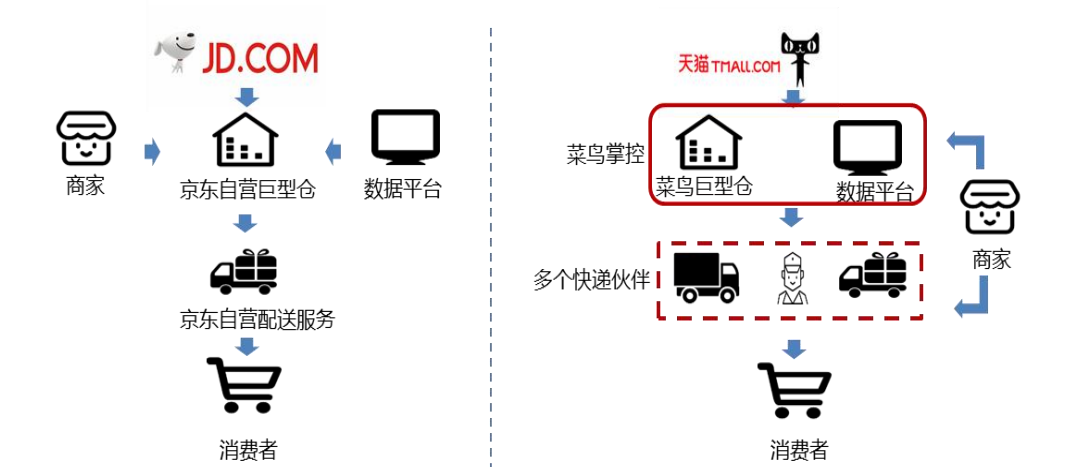 JD.COM
商家
京东自营巨型仓
数据平台
京东自营配送服务
消费者
天猫 TMALL.COM
菜鸟掌控
菜鸟巨型仓
数据平台
商家
多个快递伙伴
消费者